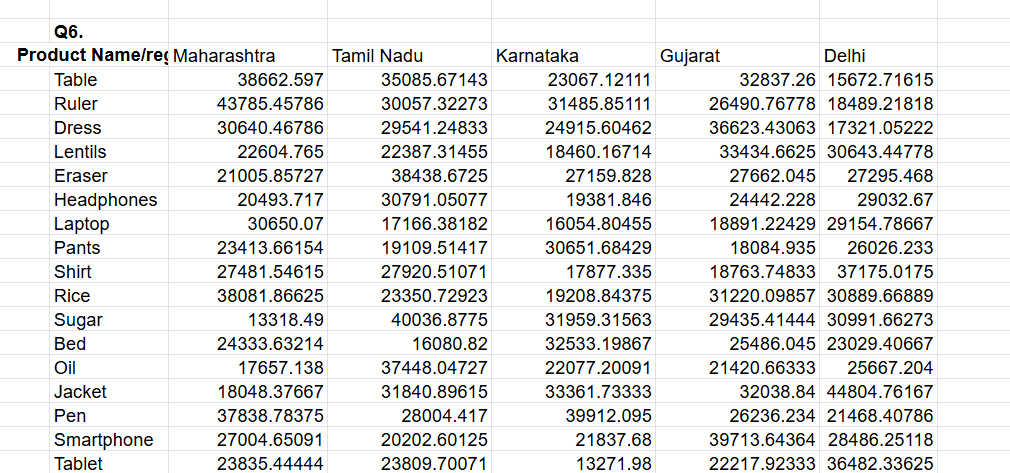 Q6.
Product Name/reg Maharashtra Tamil Nadu Karnataka Gujarat Delhi
Table 38662.597 35085.67143 23067.12111 32837.26 15672.71615
Ruler 43785.45786 30057.32273 31485.85111 26490.76778 18489.21818
Dress 30640.46786 29541.24833 24915.60462 36623.43063 17321.05222
Lentils 22604.765 22387.31455 18460.16714 33434.6625 30643.44778
Eraser 21005.85727 38438.6725 27159.828 27662.045 27295.468
Headphones 20493.717 30791.05077 19381.846 24442.228 29032.67
Laptop 30650.07 17166.38182 16054.80455 18891.22429 29154.78667
Pants 23413.66154 19109.51417 30651.68429 18084.935 26026.233
Shirt 27481.54615 27920.51071 17877.335 18763.74833 37175.0175
Rice 38081.86625 23350.72923 19208.84375 31220.09857 30889.66889
Sugar 13318.49 40036.8775 31959.31563 29435.41444 30991.66273
Bed 24333.63214 16080.82 32533.19867 25486.045 23029.40667
Oil 17657.138 37448.04727 22077.20091 21420.66333 25667.204
Jacket 18048.37667 31840.89615 33361.73333 32038.84 44804.76167
Pen 37838.78375 28004.417 39912.095 26236.234 21468.40786
Smartphone 27004.65091 20202.60125 21837.68 39713.64364 28486.25118
Tablet 23835.44444 23809.70071 13271.98 22217.92333 36482.33625